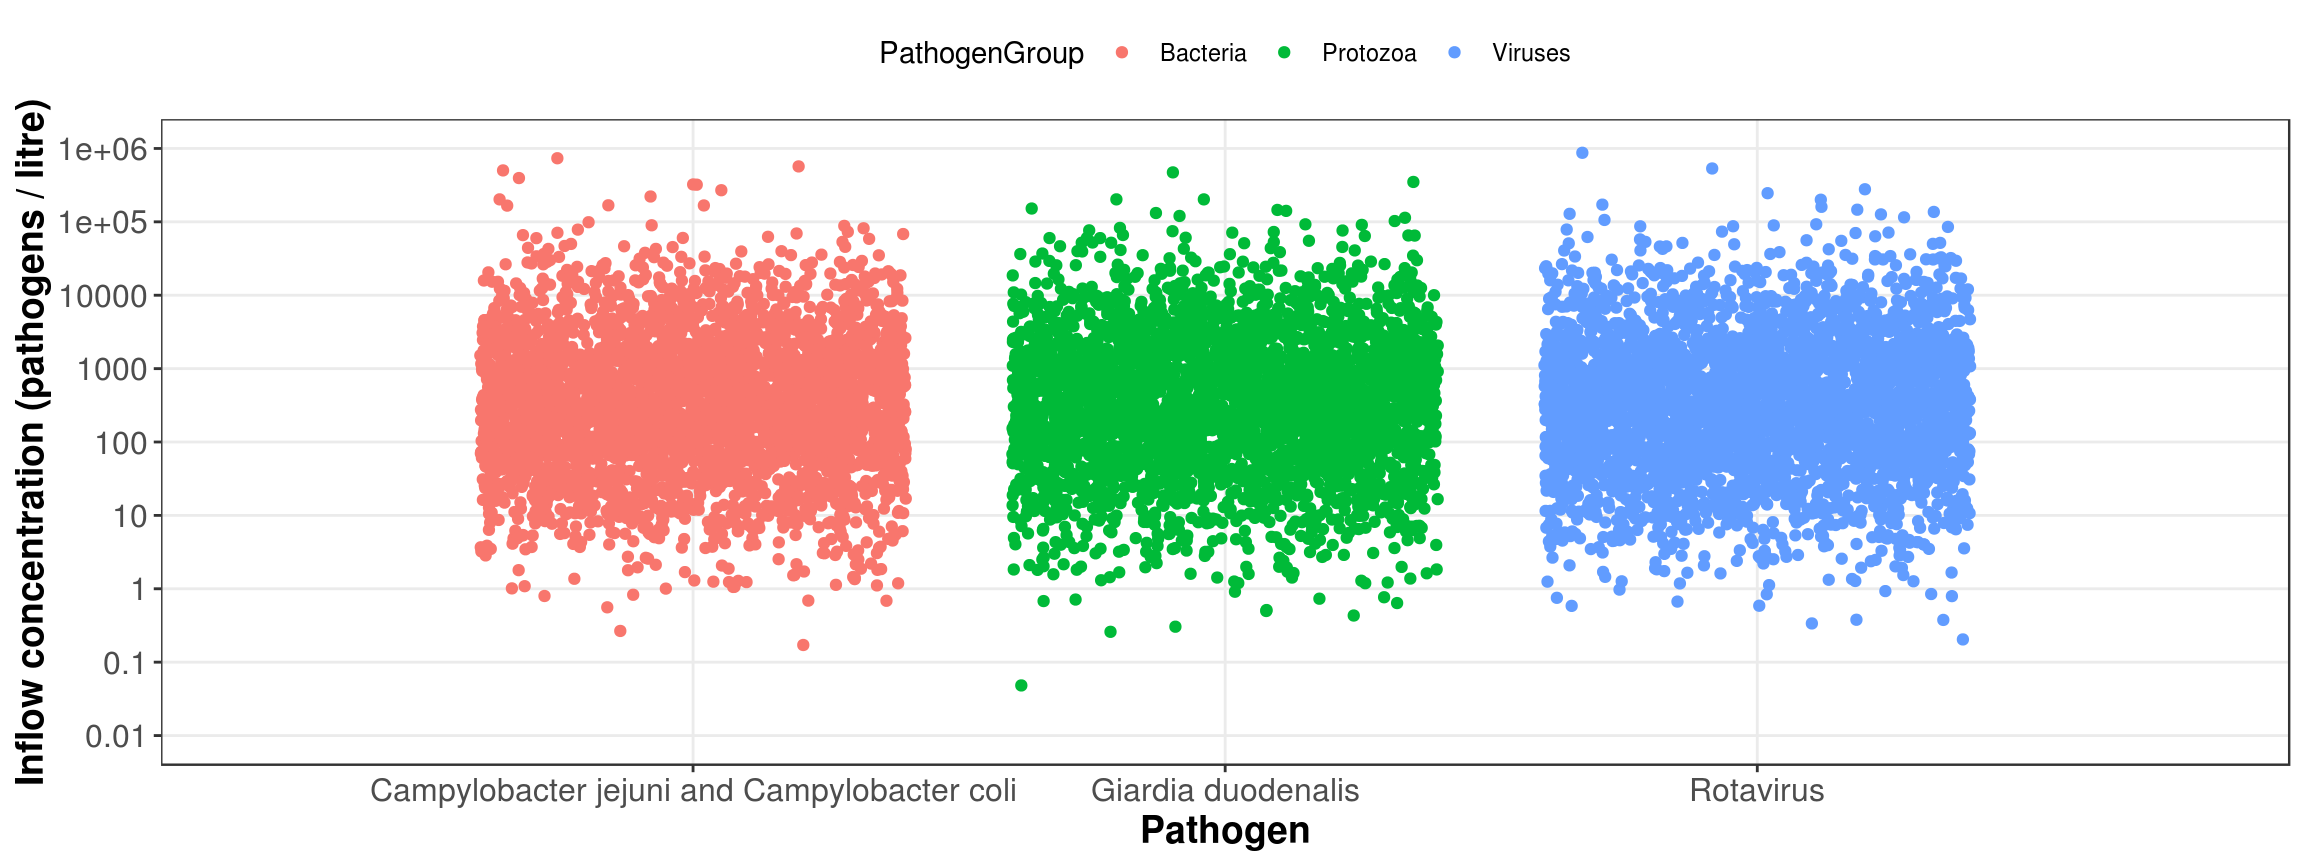 PathogenGroup Bacteria Protozoa Viruses
Inflow concentration (pathogens / litre)
1e+06
1e+05
10000
1000
100
10
1
0.1
0.01
Campylobacter jejuni and Campylobacter coli Giardia duodenalis Rotavirus
Pathogen